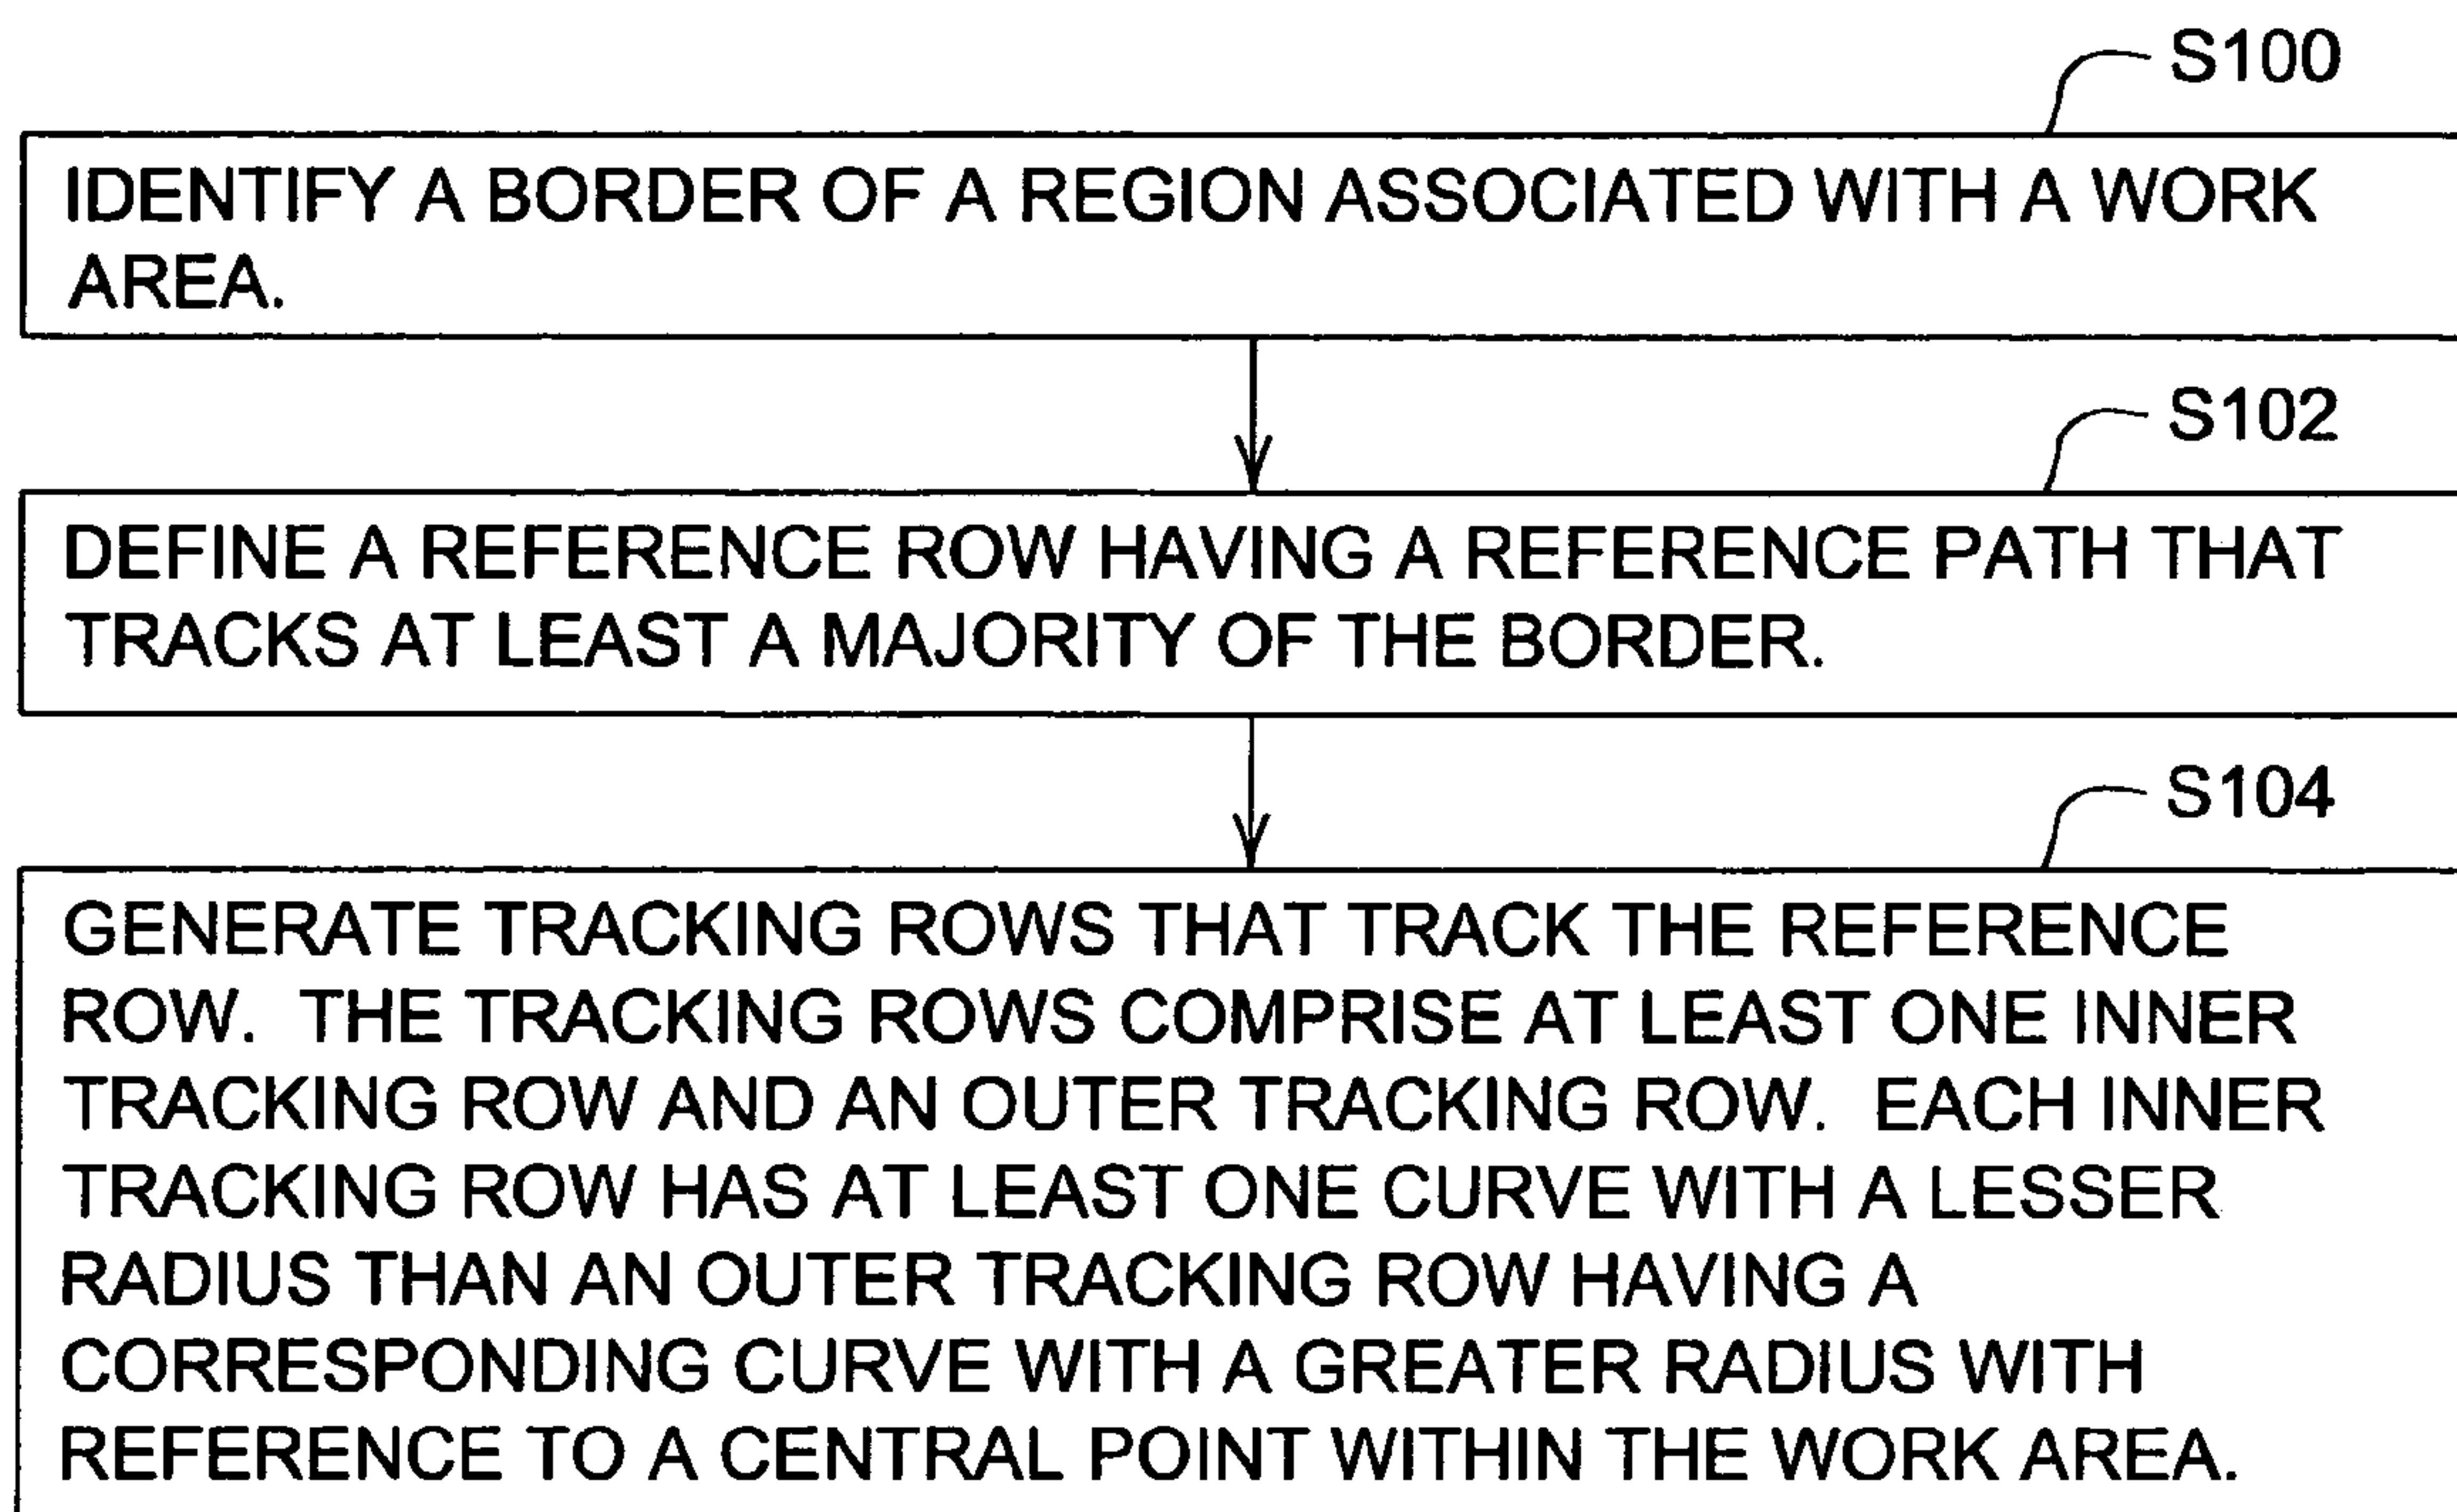 S100
IDENTIFY A BORDER OF A REGION ASSOCIATED WITH A WORK
AREA.
S102
DEFINE A REFERENCE ROW HAVING A REFERENCE PATH THAT
TRACKS AT LEAST A MAJORITY OF THE BORDER.
S104
GENERATE TRACKING ROWS THAT TRACK THE REFERENCE
ROW. THE TRACKING ROWS COMPRISE AT LEAST ONE INNER
TRACKING ROW AND AN OUTER TRACKING ROW. EACH INNER
TRACKING ROW HAS AT LEAST ONE CURVE WITH A LESSER
RADIUS THAN AN OUTER TRACKING ROW HAVING A
CORRESPONDING CURVE WITH A GREATER RADIUS WITH
REFERENCE TO A CENTRAL POINT WITHIN THE WORK AREA.